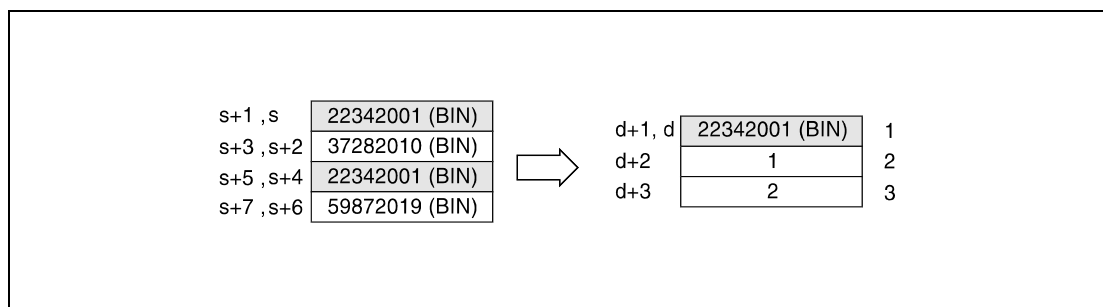 s+1 ,s 22342001 (BIN)
s+3 ,s+2 37282010 (BIN)
s+5 ,s+4 22342001 (BIN)
s+7 ,s+6 59872019 (BIN)
d+1, d 22342001 (BIN) 1
d+2 1 2
d+3 2 3